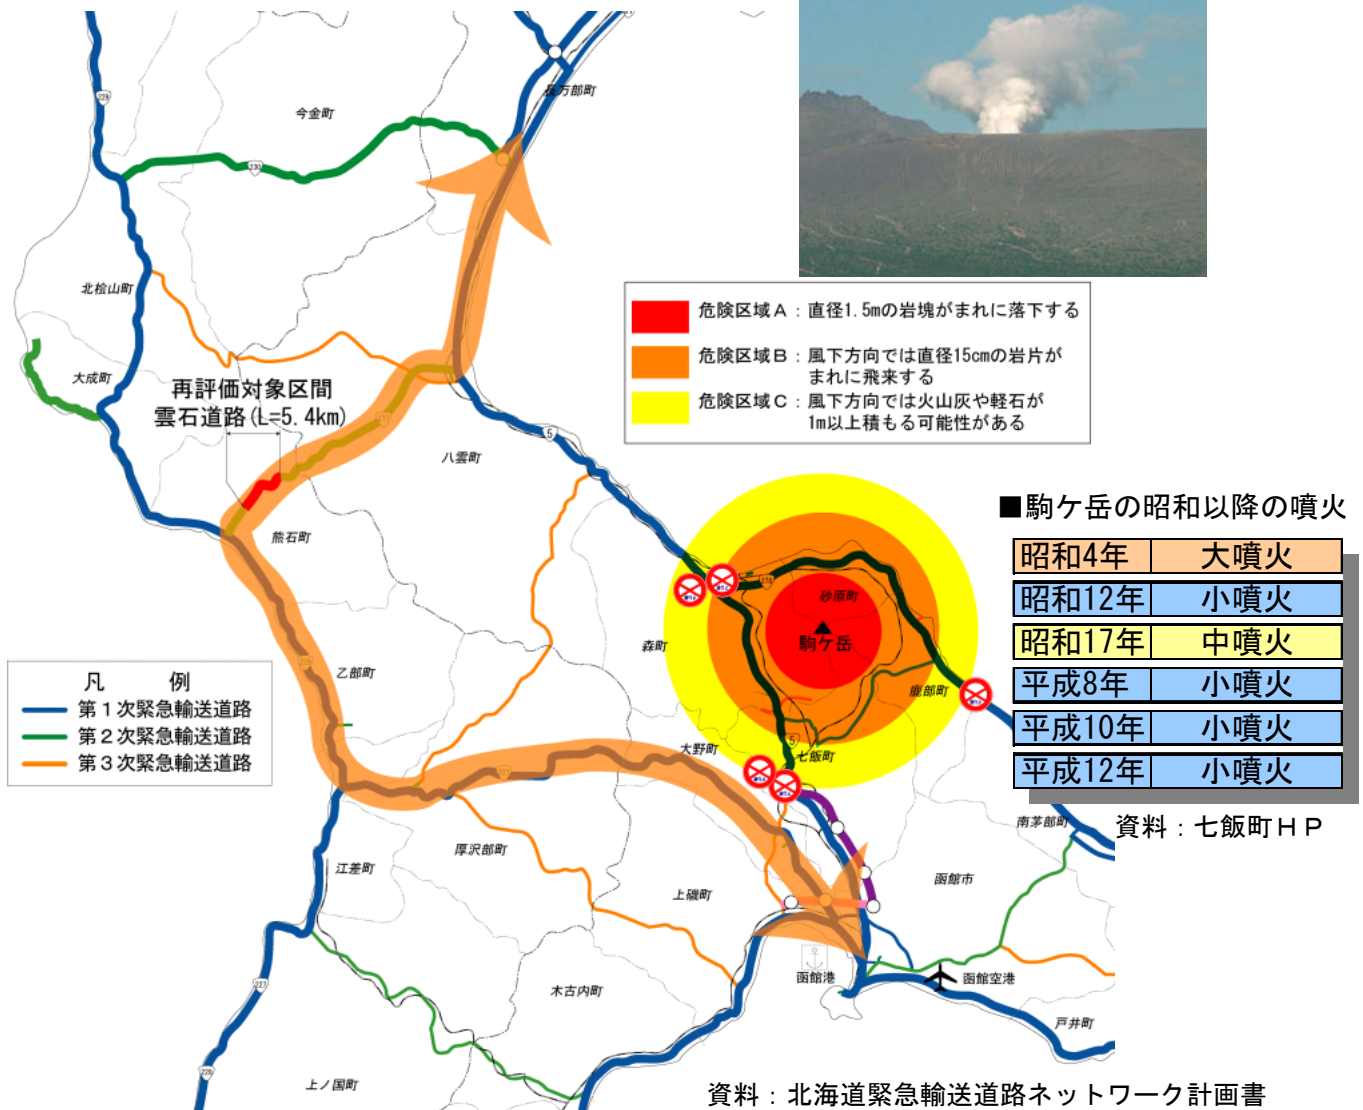 229
長万部町
今金町
230
北桧山町
大成町
再評価対象区間
雲石道路(L=5.4km)
危険区域A：直径1.5mの岩塊がまれに落下する
危険区域B：風下方向では直径15cmの岩片が
まれに飛来する
危険区域C：風下方向では火山灰や軽石が
1m以上積もる可能性がある
5
八雲町
熊石町
■駒ケ岳の昭和以降の噴火
昭和4年 大噴火
昭和12年 小噴火
昭和17年 中噴火
平成8年 小噴火
平成10年 小噴火
平成12年 小噴火
資料：七飯町HP
278
砂原町
駒ケ岳
森町
鹿部町
5
七飯町
大野町
乙部町
凡 例
第1次緊急輸送道路
第2次緊急輸送道路
第3次緊急輸送道路
南茅部町
厚沢部町
江差町
上磯町
函館市
函館港
函館空港
227
木古内町
戸井町
228
上ノ国町
資料：北海道緊急輸送道路ネットワーク計画書